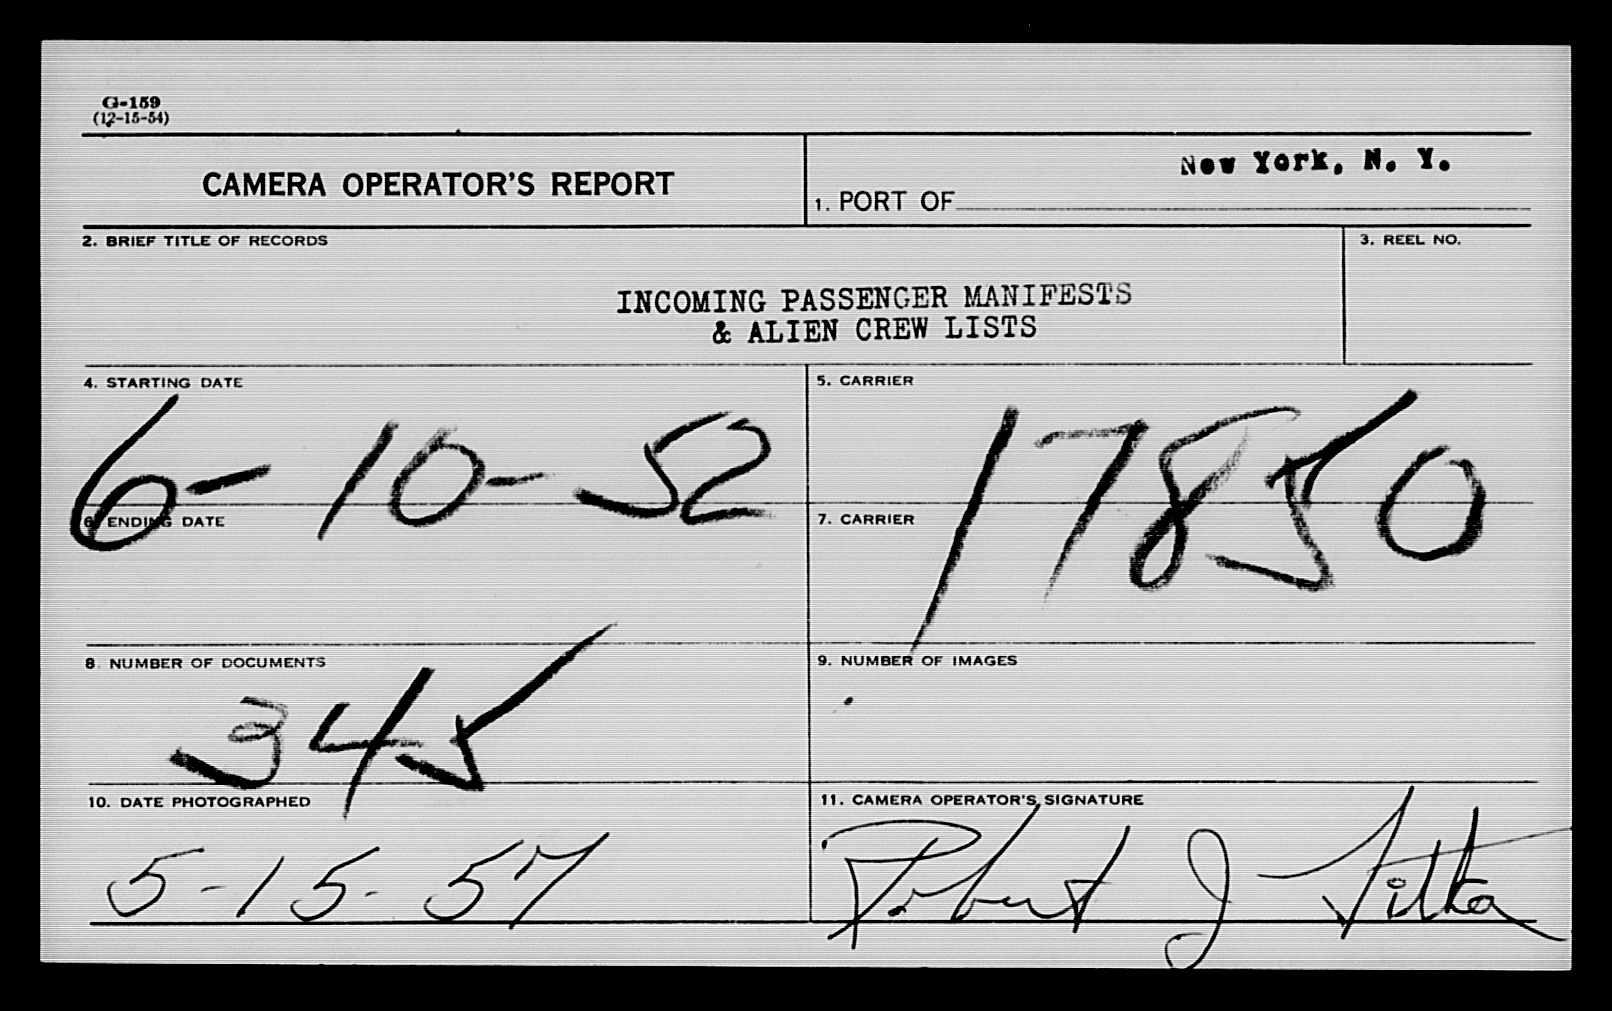 G-159
(12-15-54)
CAMERA OPERATOR'S REPORT
1. PORT OF New York, N. Y.
2. BRIEF TITLE OF RECORDS
3. REEL NO.
INCOMING PASSENGER MANIFESTS
& ALIEN CREW LISTS
4. STARTING DATE
5. CARRIER
6-10-52
17850
6. ENDING DATE
7. CARRIER
8. NUMBER OF DOCUMENTS
9. NUMBER OF IMAGES
345
10. DATE PHOTOGRAPHED
11. CAMERA OPERATOR'S SIGNATURE
5-15-57
Robert J